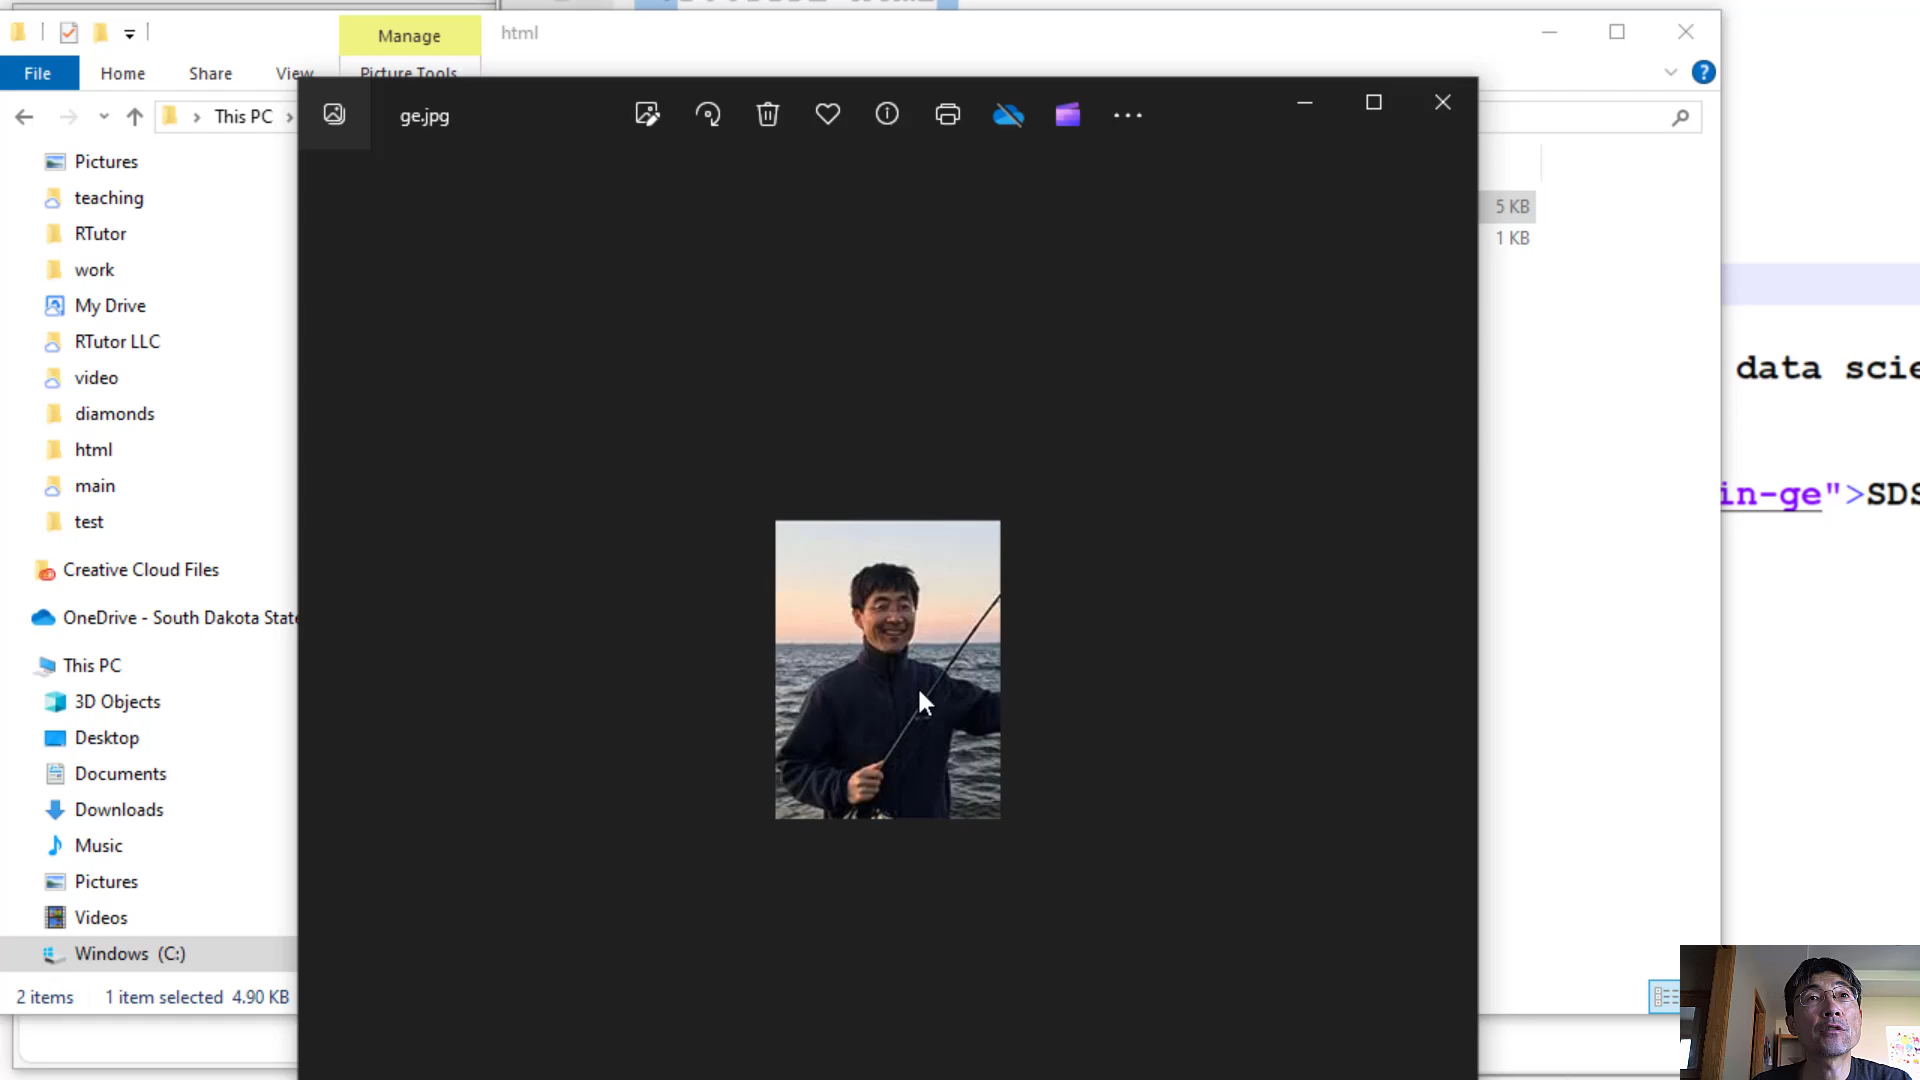 Manage
html
File
Home
Share
View
Picture Tools
This PC
ge.jpg
Pictures
teaching
RTutor
work
My Drive
RTutor LLC
video
diamonds
html
main
test
Creative Cloud Files
OneDrive - South Dakota State
This PC
3D Objects
Desktop
Documents
Downloads
Music
Pictures
Videos
Windows (C:)
2 items 1 item selected 4.90 KB
5 KB
1 KB
data scie
in-ge">SDS